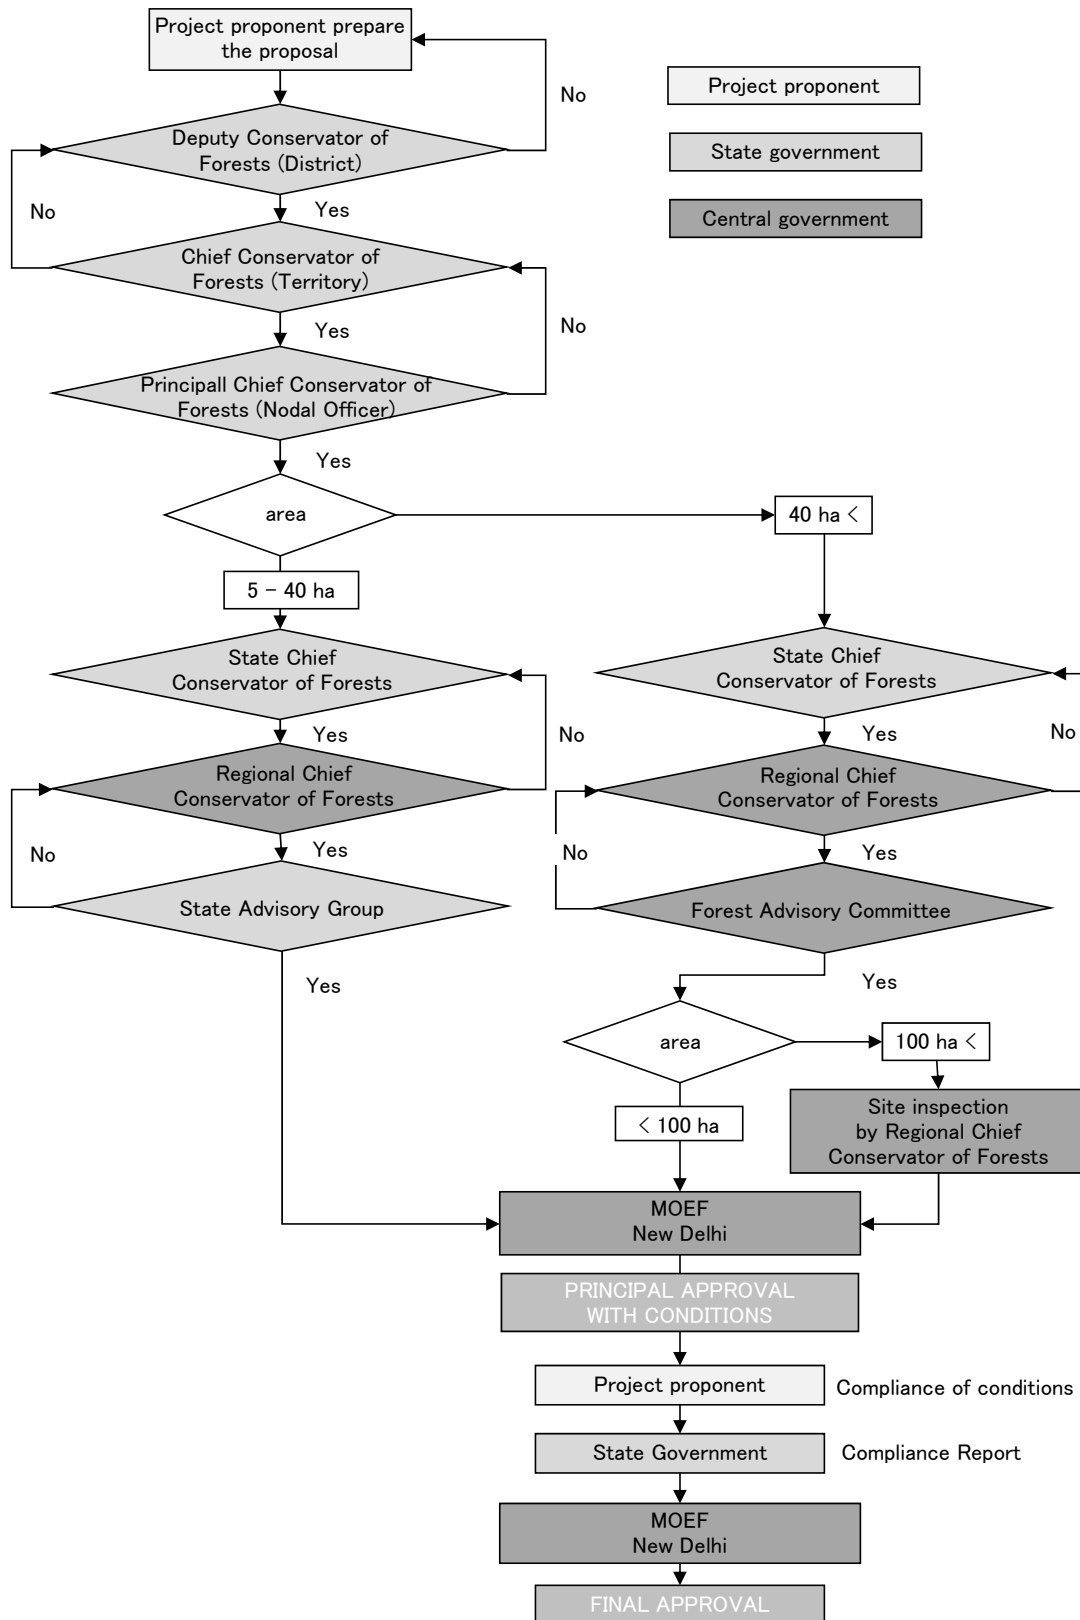 Project proponent prepare
the proposal
No
Project proponent
Deputy Conservator of
Forests (District)
State government
Yes
No
Central government
Chief Conservator of
Forests (Territory)
Yes
No
Principall Chief Conservator of
Forests (Nodal Officer)
Yes
area
40 ha <
5 - 40 ha
State Chief
Conservator of Forests
Yes
No
Regional Chief
Conservator of Forests
Yes
No
State Advisory Group
Yes
State Chief
Conservator of Forests
Yes
No
Regional Chief
Conservator of Forests
Yes
No
Forest Advisory Committee
Yes
area
100 ha <
< 100 ha
Site inspection
by Regional Chief
Conservator of Forests
MOEF
New Delhi
PRINCIPAL APPROVAL
WITH CONDITIONS
Project proponent
Compliance of conditions
State Government
Compliance Report
MOEF
New Delhi
FINAL APPROVAL